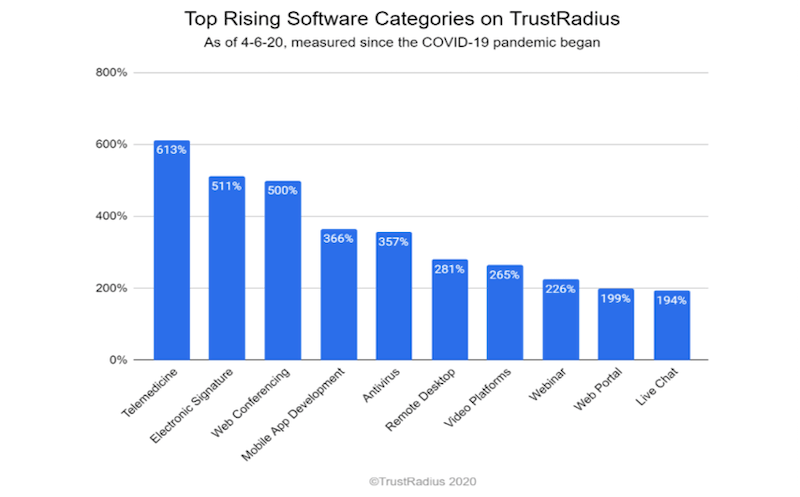 Top Rising Software Categories on TrustRadius
As of 4-6-20, measured since the COVID-19 pandemic began
800%
600%
400%
200%
0%
613%
511%
500%
366%
357%
281%
265%
226%
199%
194%
Telemedicine
Electronic Signature
Web Conferencing
Mobile App Development
Antivirus
Remote Desktop
Video Platforms
Webinar
Web Portal
Live Chat
©TrustRadius 2020